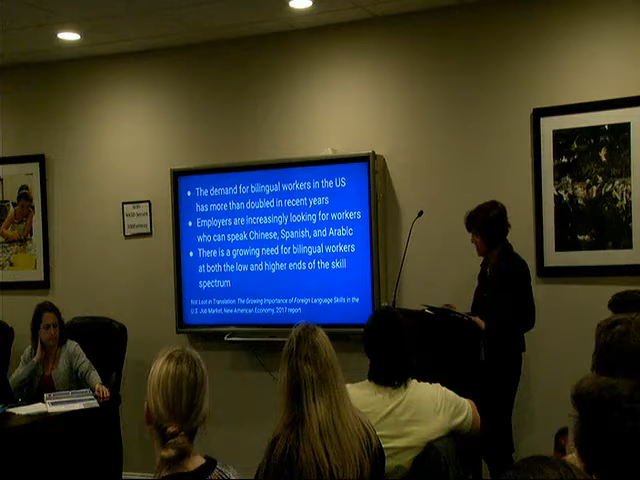 ● The demand for bilingual workers in the US
has more than doubled in recent years
● Employers are increasingly looking for workers
who can speak Chinese, Spanish, and Arabic
● There is a growing need for bilingual workers
at both the low and higher ends of the skill
spectrum
Not Lost in Translation: The Growing Importance of Foreign Language Skills in the
U.S. Job Market, New American Economy, 2017 report